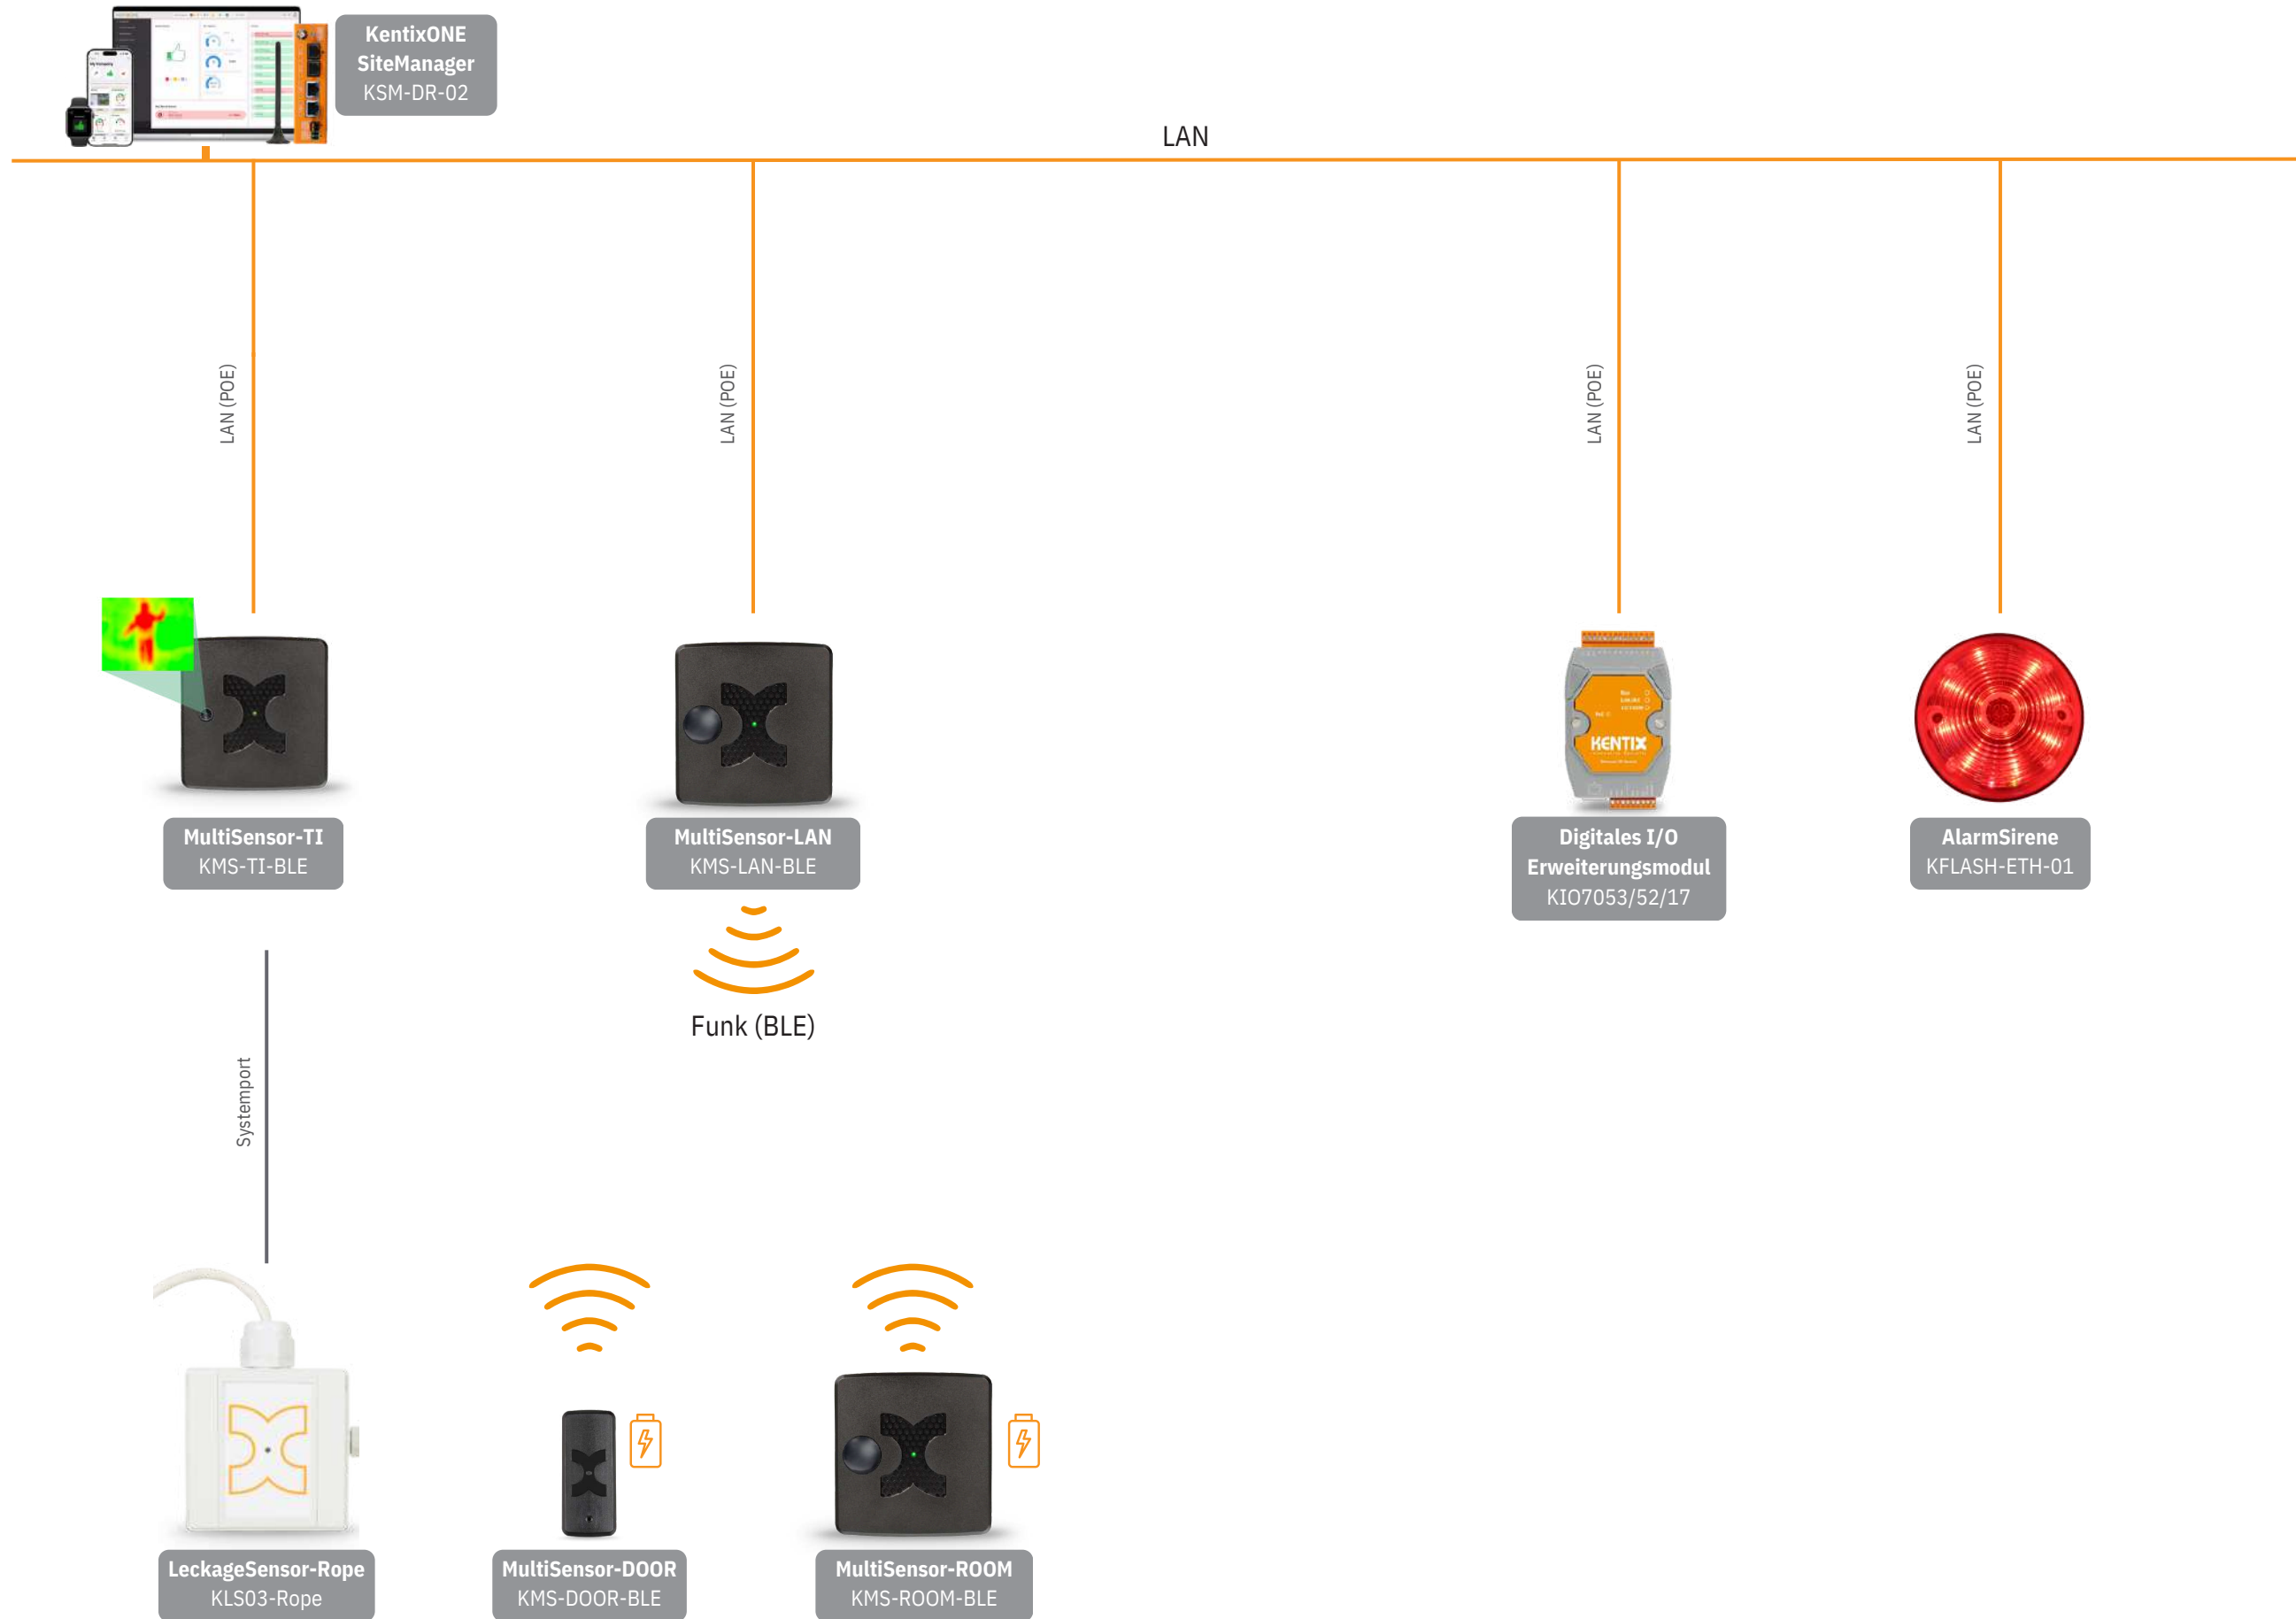 KentixONE
SiteManager
KSM-DR-02
LAN
LAN (POE)
LAN (POE)
LAN (POE)
LAN (POE)
KENTIX
MultiSensor-TI
KMS-TI-BLE
MultiSensor-LAN
KMS-LAN-BLE
Digitales I/O
Erweiterungsmodul
KIO7053/52/17
AlarmSirene
KFLASH-ETH-01
Funk (BLE)
Systemport
LeckageSensor-Rope
KLS03-Rope
MultiSensor-DOOR
KMS-DOOR-BLE
MultiSensor-ROOM
KMS-ROOM-BLE